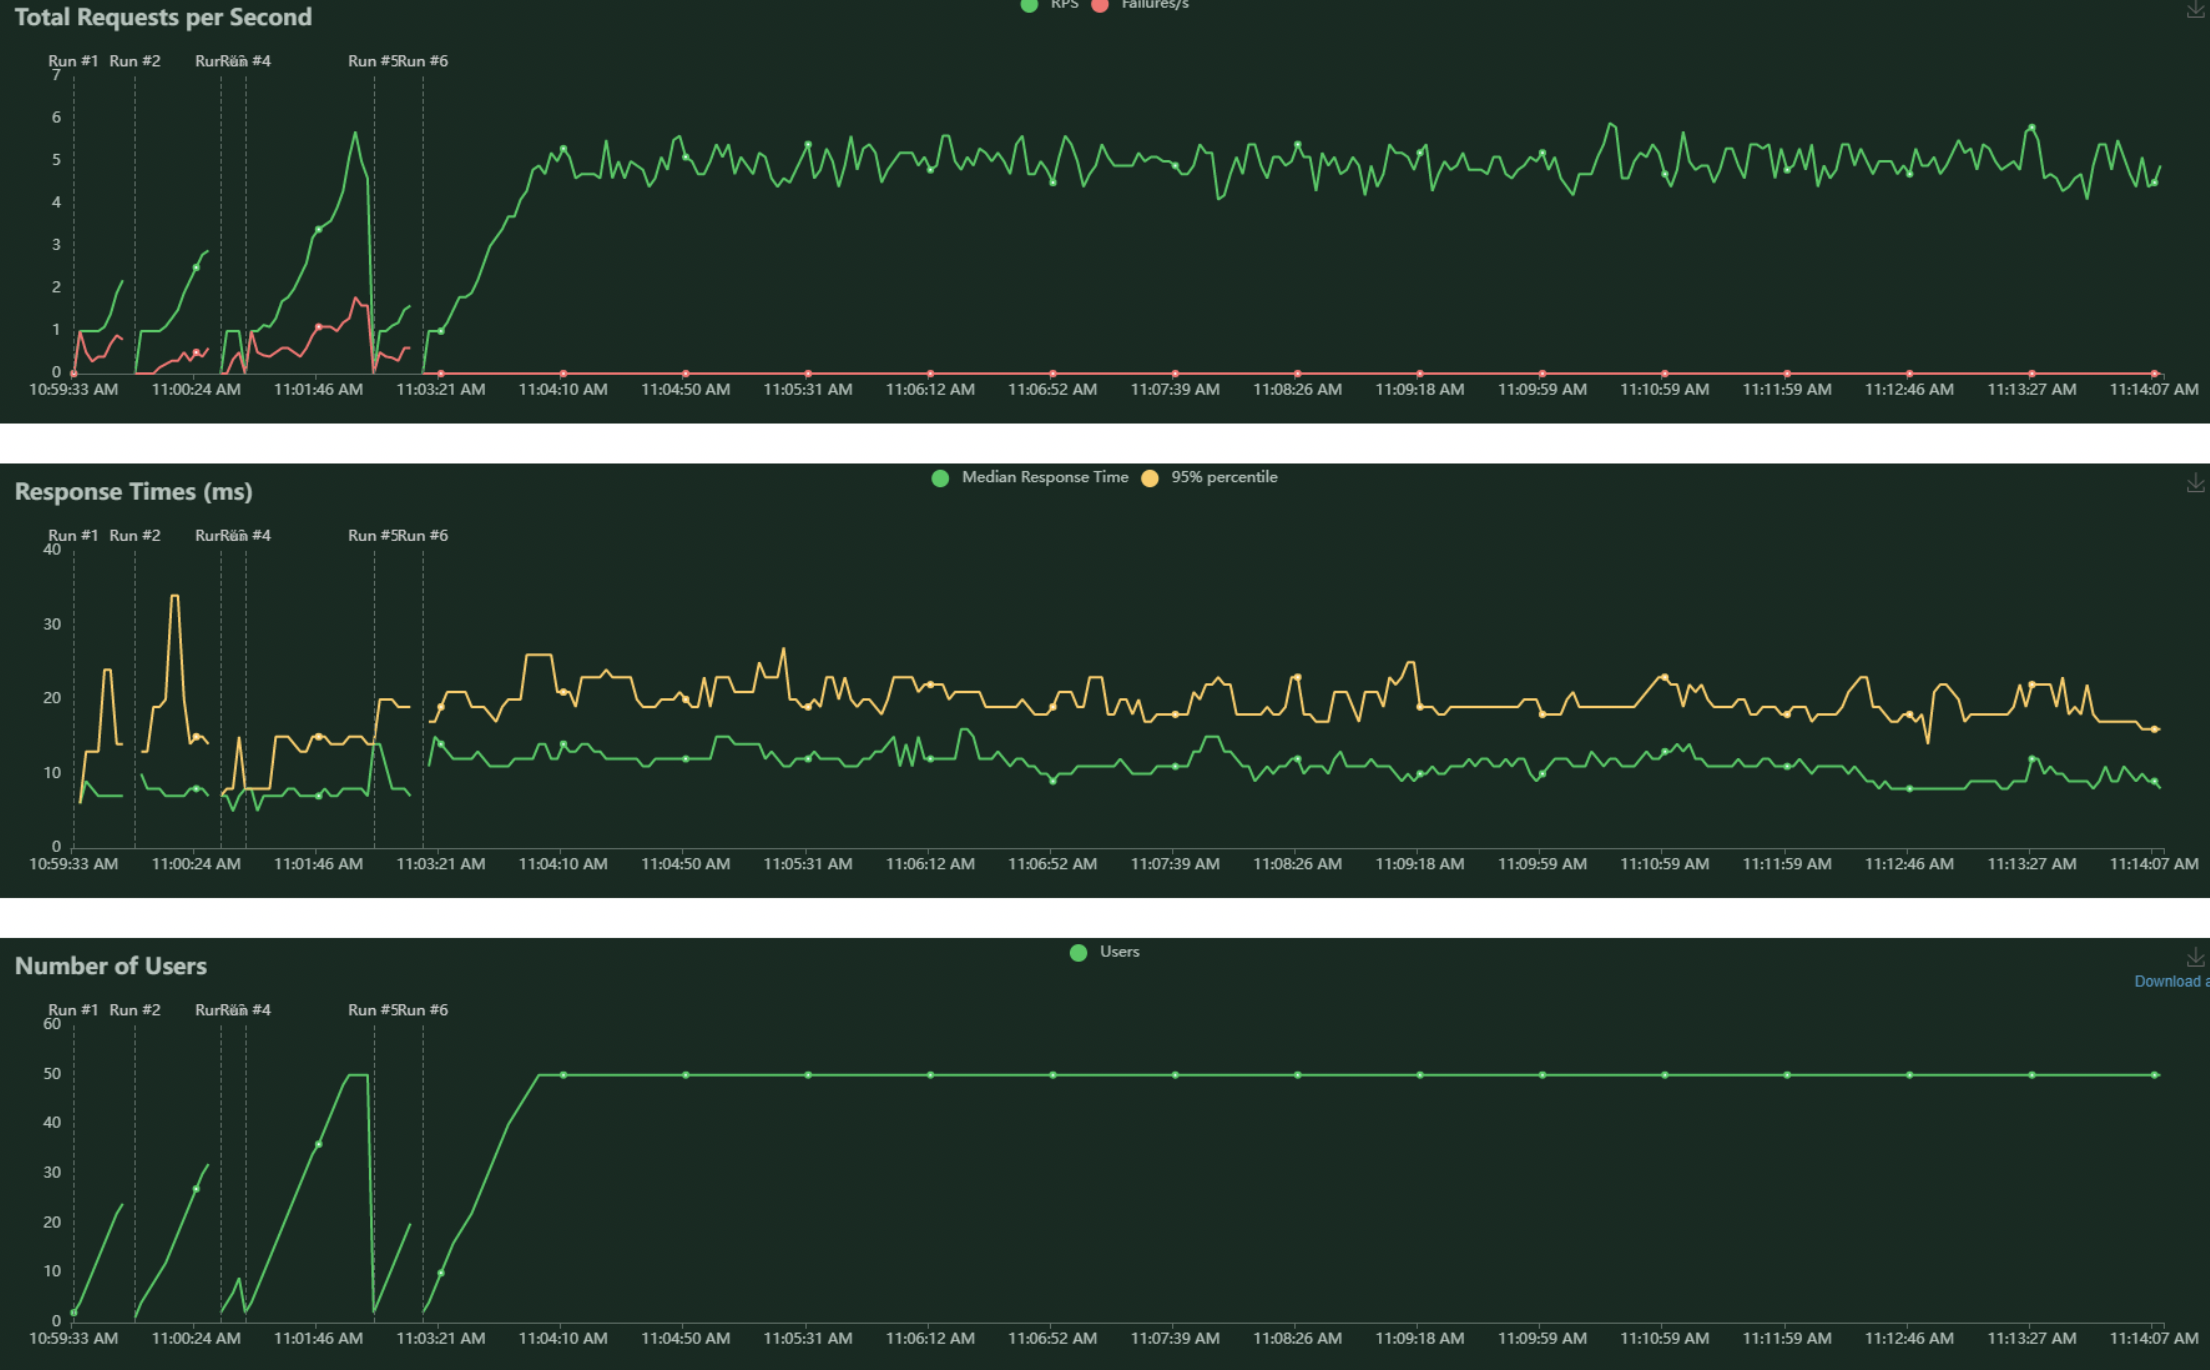 RPS Failures/s
Total Requests per Second
Run #1 Run #2 Run #4 Run #5 Run #6
7
6
5
4
3
2
1
0
10:59:33 AM 11:00:24 AM 11:01:46 AM 11:03:21 AM 11:04:10 AM 11:04:50 AM 11:05:31 AM 11:06:12 AM 11:06:52 AM 11:07:39 AM 11:08:26 AM 11:09:18 AM 11:09:59 AM 11:10:59 AM 11:11:59 AM 11:12:46 AM 11:13:27 AM 11:14:07 AM
Median Response Time 95% percentile
Response Times (ms)
Run #1 Run #2 Run #4 Run #5 Run #6
40
30
20
10
0
10:59:33 AM 11:00:24 AM 11:01:46 AM 11:03:21 AM 11:04:10 AM 11:04:50 AM 11:05:31 AM 11:06:12 AM 11:06:52 AM 11:07:39 AM 11:08:26 AM 11:09:18 AM 11:09:59 AM 11:10:59 AM 11:11:59 AM 11:12:46 AM 11:13:27 AM 11:14:07 AM
Users
Number of Users
Download
Run #1 Run #2 Run #4 Run #5 Run #6
60
50
40
30
20
10
0
10:59:33 AM 11:00:24 AM 11:01:46 AM 11:03:21 AM 11:04:10 AM 11:04:50 AM 11:05:31 AM 11:06:12 AM 11:06:52 AM 11:07:39 AM 11:08:26 AM 11:09:18 AM 11:09:59 AM 11:10:59 AM 11:11:59 AM 11:12:46 AM 11:13:27 AM 11:14:07 AM